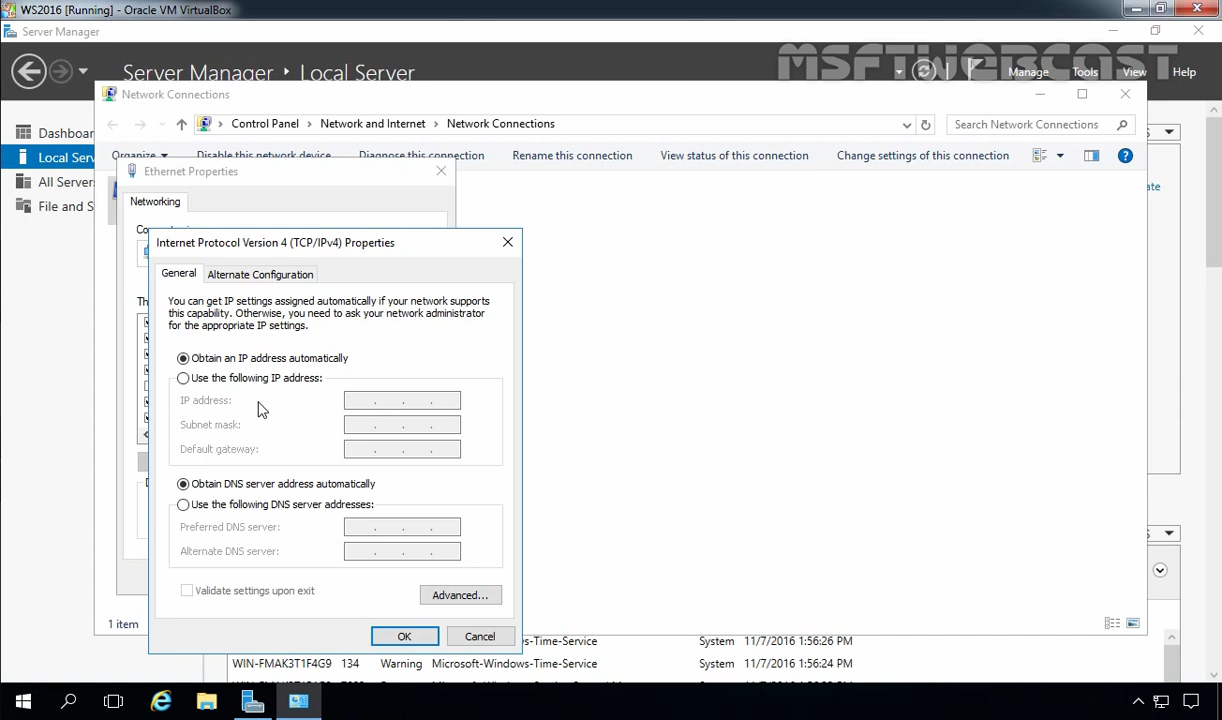 WS2016 [Running] - Oracle VM VirtualBox
Server Manager
MSFTWEBCAST
Server Manager Local Server
Manage Tools View Help
Network Connections
Control Panel Network and Internet Network Connections
Search Network Connections
Organize Disable this network device Diagnose this connection Rename this connection View status of this connection Change settings of this connection
Dashboar
Local Serv
All Servers
File and S
Ethernet Properties
Networking
Internet Protocol Version 4 (TCP/IPv4) Properties
General Alternate Configuration
You can get IP settings assigned automatically if your network supports
this capability. Otherwise, you need to ask your network administrator
for the appropriate IP settings.
Obtain an IP address automatically
Use the following IP address:
IP address: . . .
Subnet mask: . . .
Default gateway: . . .
Obtain DNS server address automatically
Use the following DNS server addresses:
Preferred DNS server: . . .
Alternate DNS server: . . .
Validate settings upon exit
Advanced...
OK Cancel
1 item
s-Time-Service System 11/7/2016 1:56:26 PM
WIN-FMAK3T1F4G9 134 Warning Microsoft-Windows-Time-Service System 11/7/2016 1:56:24 PM